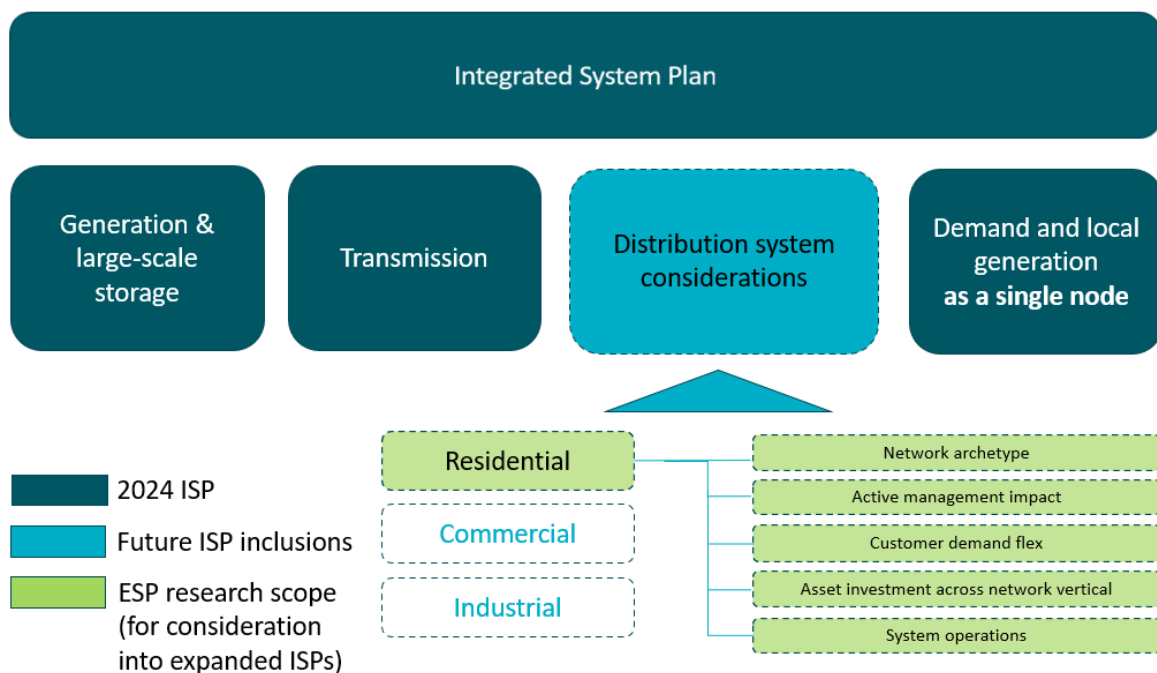 Integrated System Plan
Generation &
large-scale
storage
Transmission
Distribution system
considerations
Demand and local
generation
as a single node
Residential
Commercial
Industrial
Network archetype
Active management impact
Customer demand flex
Asset investment across network vertical
System operations
2024 ISP
Future ISP inclusions
ESP research scope
(for consideration
into expanded ISPs)